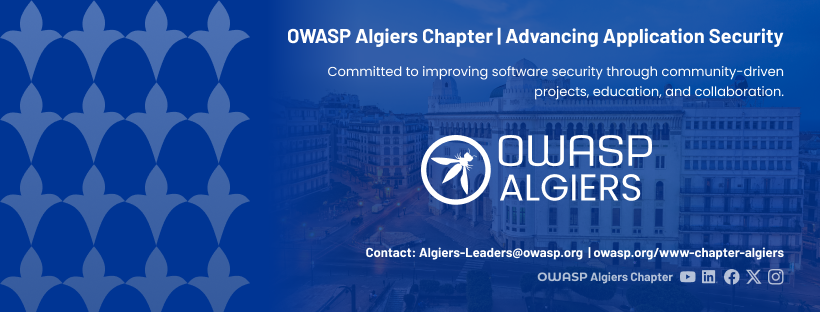 OWASP Algiers Chapter | Advancing Application Security
Committed to improving software security through community-driven
projects, education, and collaboration.
OWASP
ALGIERS
Contact: Algiers-Leaders@owasp.org | owasp.org/www-chapter-algiers
OWASP Algiers Chapter